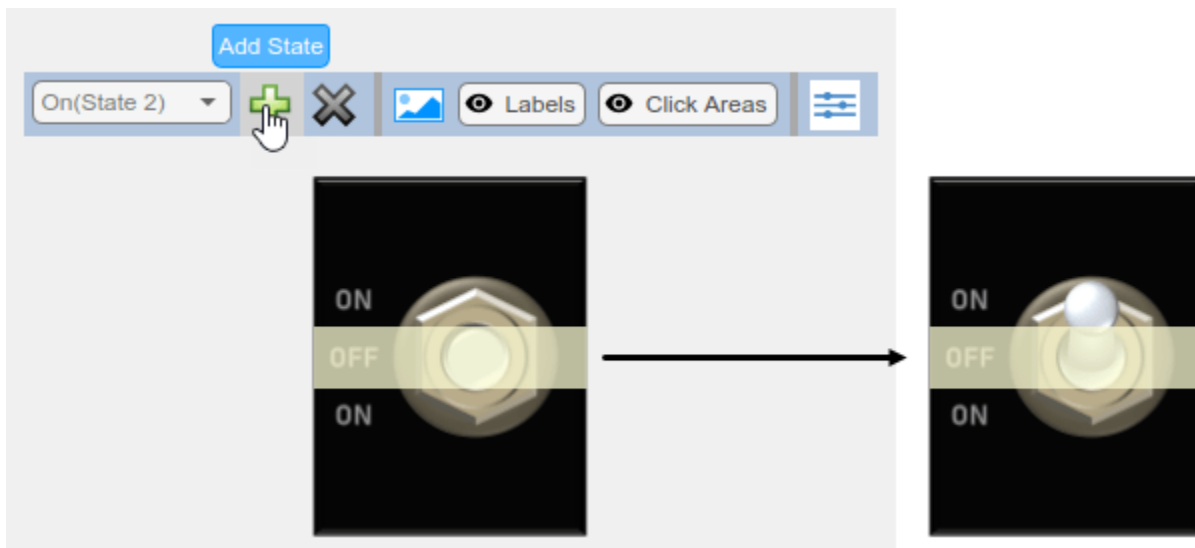 Add State
On(State 2)
Labels
Click Areas
ON
OFF
ON
ON
OFF
ON